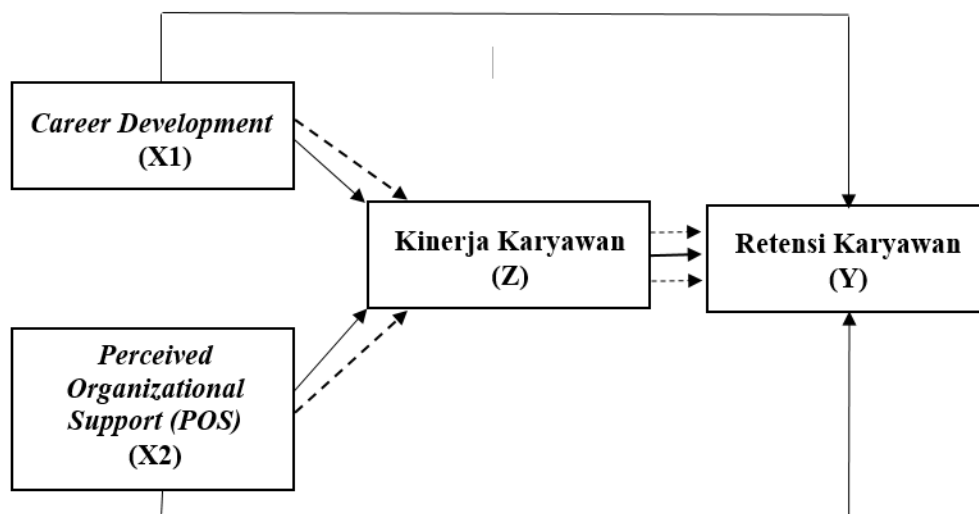 Career Development
(X1)
Kinerja Karyawan
(Z)
Retensi Karyawan
(Y)
Perceived
Organizational
Support (POS)
(X2)